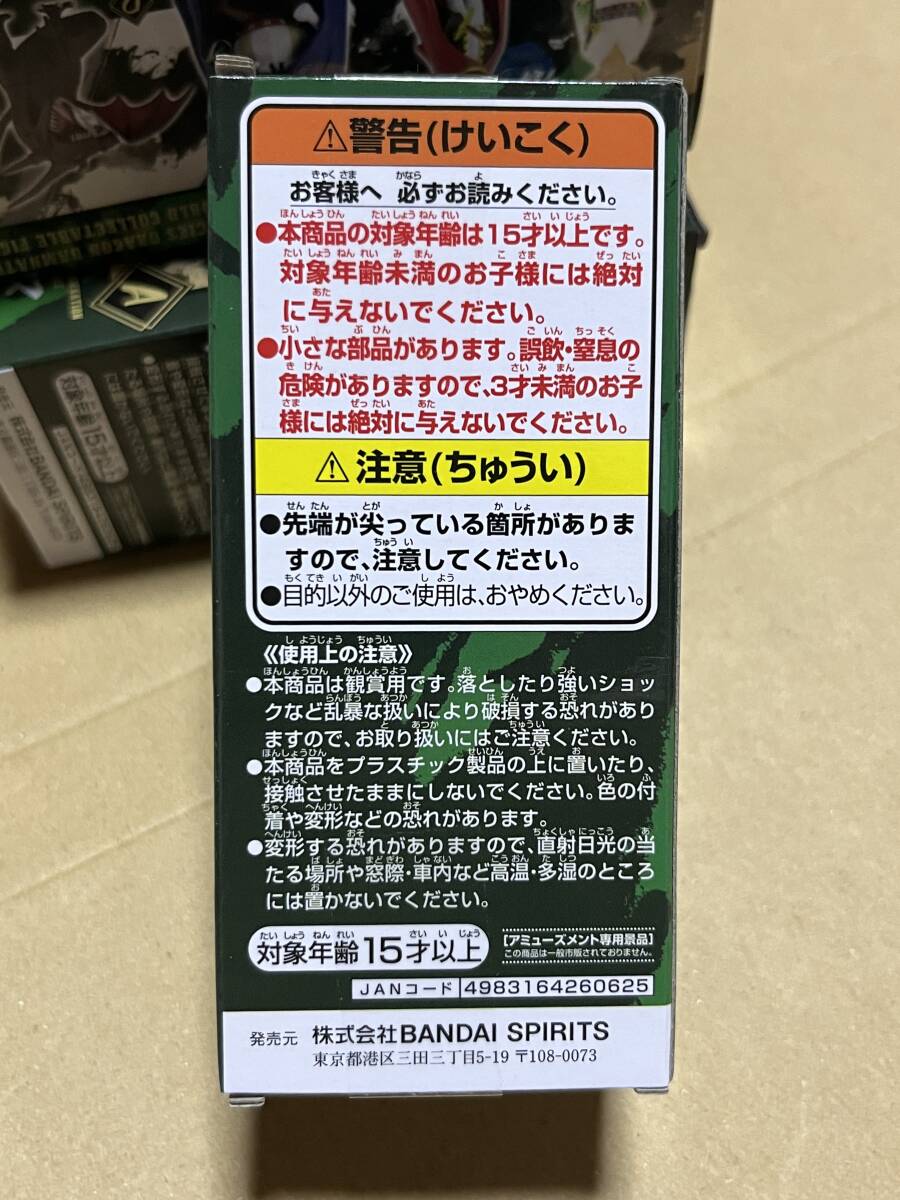 ⚠警告(けいこく)
お客様へ 必ずお読みください。
●本商品の対象年齢は15才以上です。
対象年齢未満のお子様には絶対
に与えないでください。
●小さな部品があります。誤飲・窒息の
危険がありますので、3才未満のお子
様には絶対に与えないでください。
⚠注意(ちゅうい)
●先端が尖っている箇所がありま
すので、注意してください。
●目的以外のご使用は、おやめください。
《使用上の注意》
●本商品は観賞用です。落としたり強いショッ
クなど乱暴な扱いにより破損する恐れがあり
ますので、お取り扱いにはご注意ください。
●本商品をプラスチック製品の上に置いたり、
接触させたままにしないでください。色の付
着や変形などの恐れがあります。
●変形する恐れがありますので、直射日光の当
たる場所や窓際・車内など高温・多湿のところ
には置かないでください。
対象年齢15才以上
[アミューズメント専用景品]
この商品は一般市販されておりません。
JANコード 4983164260625
発売元 株式会社BANDAI SPIRITS
東京都港区三田三丁目5-19 〒108-0073
A
対象年齢15才以上
株式会社BANDAI SPIRITS